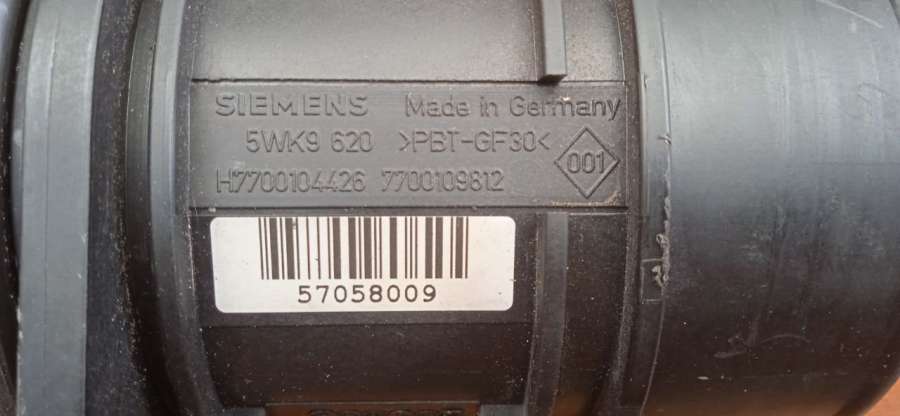 SIEMENS Made in Germany
5WK9 620 >PBT-GF30< 001
H7700104426 7700109812
57058009